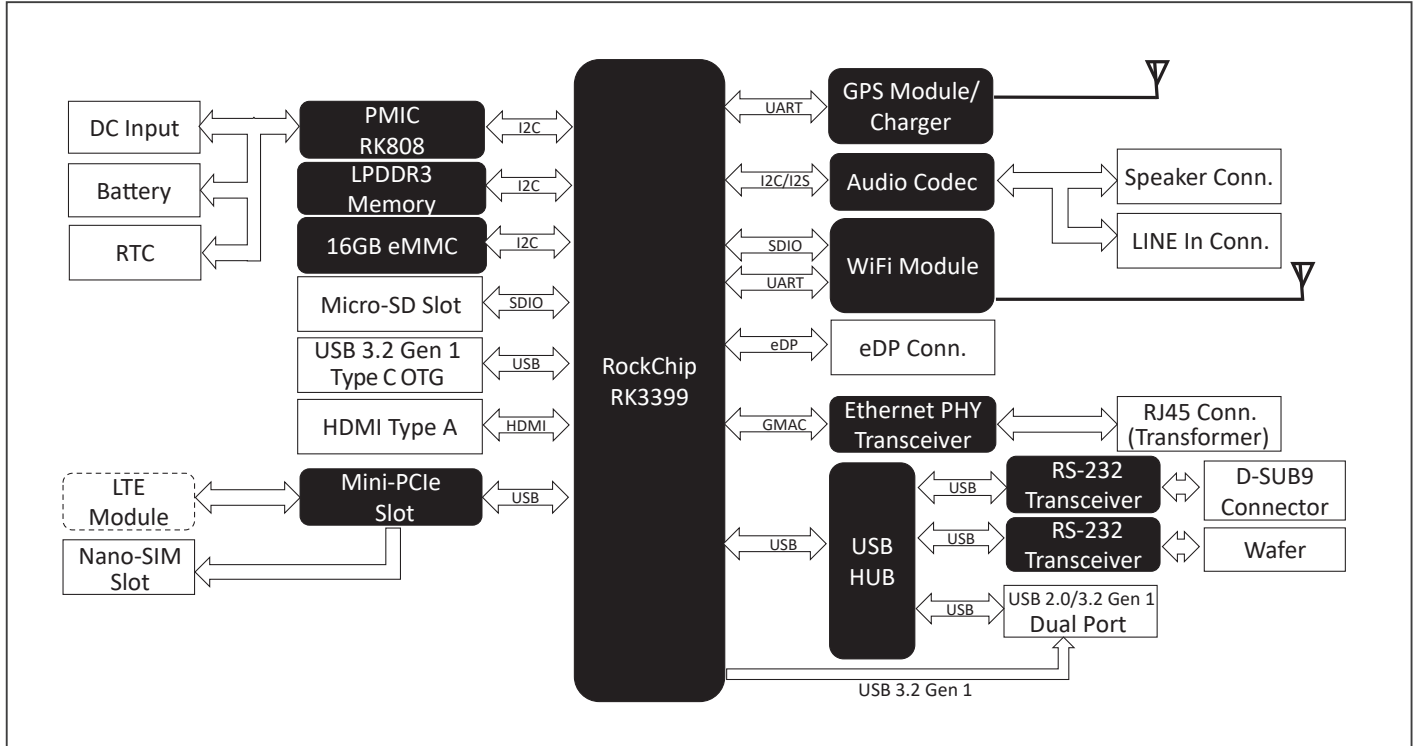 DC Input
Battery
RTC
PMIC
RK808
I2C
LPDDR3
Memory
I2C
16GB eMMC
I2C
Micro-SD Slot
SDIO
USB 3.2 Gen 1
Type C OTG
USB
HDMI Type A
HDMI
LTE
Module
Mini-PCIe
Slot
USB
Nano-SIM
Slot
RockChip
RK3399
UART
GPS Module/
Charger
I2C/I2S
Audio Codec
Speaker Conn.
LINE In Conn.
SDIO
UART
WiFi Module
eDP
eDP Conn.
GMAC
Ethernet PHY
Transceiver
RJ45 Conn.
(Transformer)
USB
USB
HUB
USB
RS-232
Transceiver
D-SUB9
Connector
USB
RS-232
Transceiver
Wafer
USB
USB 2.0/3.2 Gen 1
Dual Port
USB 3.2 Gen 1